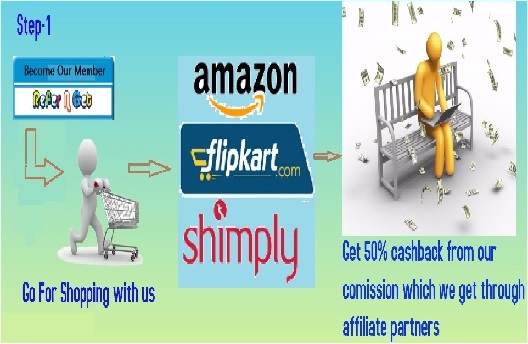 Step-1
Become Our Member
Refer N Get
Go For Shopping with us
amazon
flipkart.com
shimply
Get 50% cashback from our
comission which we get through
affiliate partners